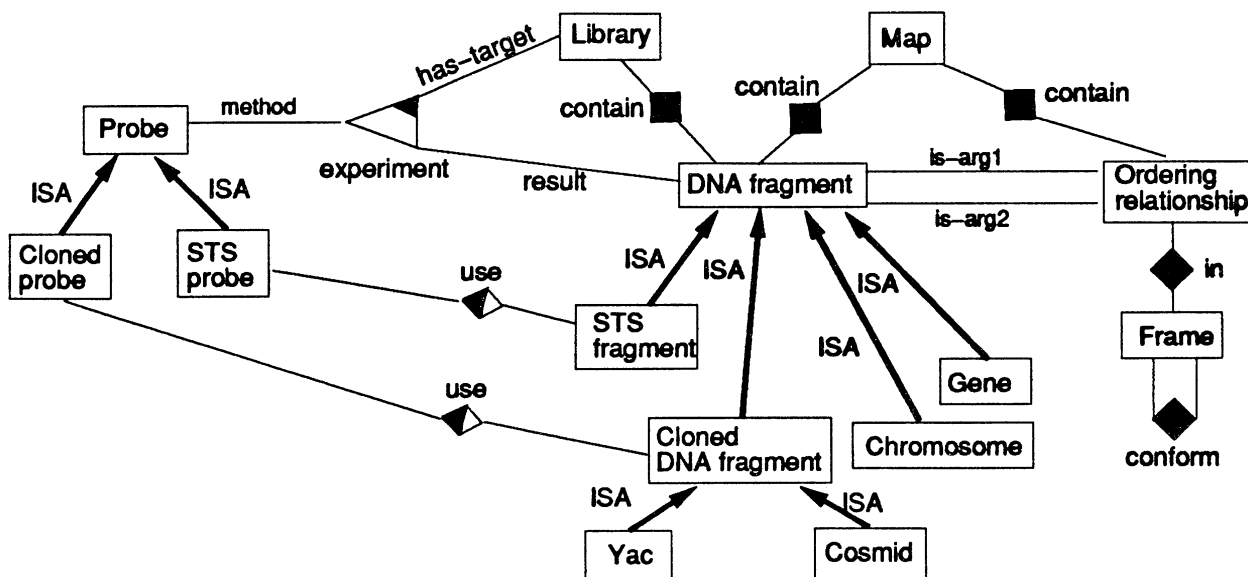 Library
Map
has-target
contain
contain
contain
method
Probe
experiment
result
DNA fragment
is-arg1
is-arg2
Ordering
relationship
ISA
ISA
Cloned
probe
STS
probe
use
ISA
ISA
ISA
ISA
in
STS
fragment
Frame
Gene
use
Cloned
DNA fragment
Chromosome
conform
ISA
ISA
Yac
Cosmid